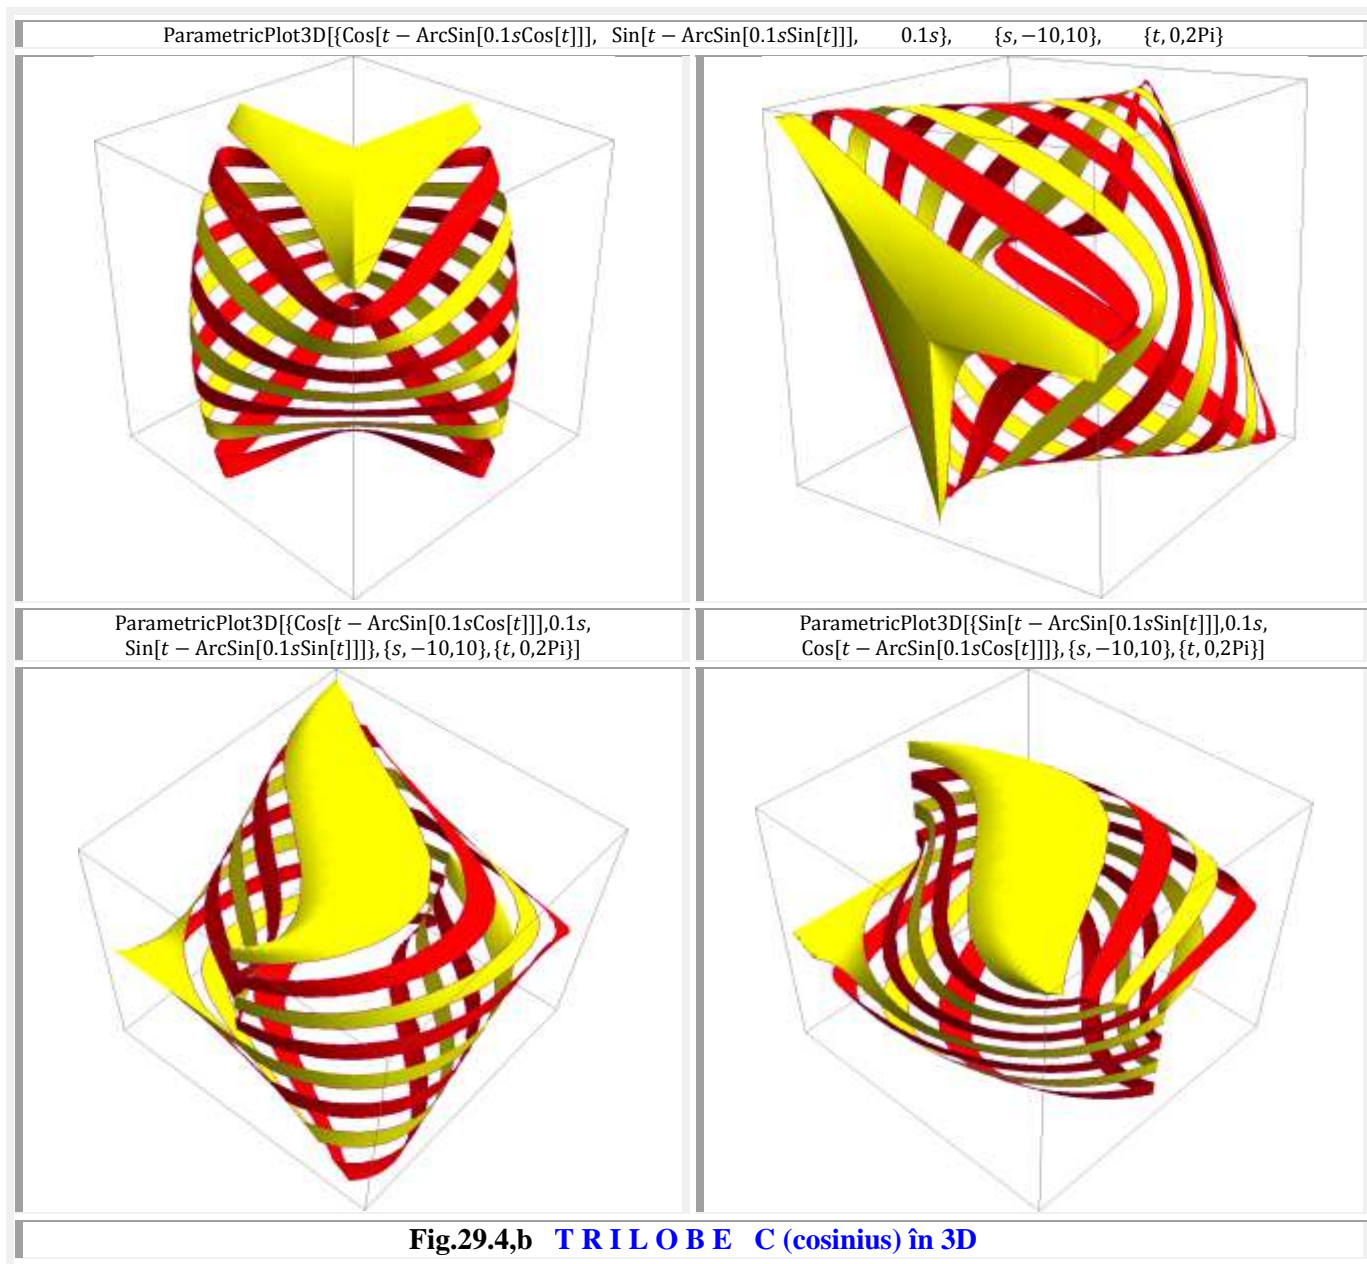 ParametricPlot3D[{Cos[t − ArcSin[0.1sCos[t]]], Sin[t − ArcSin[0.1sSin[t]]], 0.1s}, {s, −10,10}, {t, 0,2Pi}
ParametricPlot3D[{Cos[t − ArcSin[0.1sCos[t]]],0.1s,
Sin[t − ArcSin[0.1sSin[t]]]}, {s, −10,10}, {t, 0,2Pi}]
ParametricPlot3D[{Sin[t − ArcSin[0.1sSin[t]]],0.1s,
Cos[t − ArcSin[0.1sCos[t]]]}, {s, −10,10}, {t, 0,2Pi}]
Fig.29.4,b T R I L O B E C (cosinius) în 3D